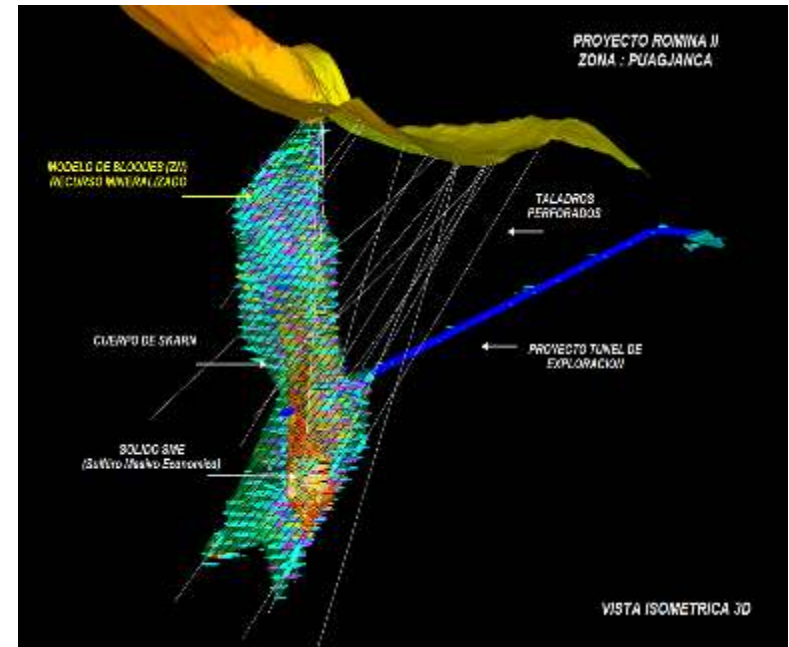 PROYECTO ROMINA II
ZONA : PUAGJANCA
MODELO DE BLOQUES (ZN)
RECURSO MINERALIZADO
TALADROS
PERFORADOS
CUERPO DE SKARN
PROYECTO TUNEL DE
EXPLORACION
SOLIDO SME
(Sulfuro Masivo Economico)
VISTA ISOMETRICA 3D